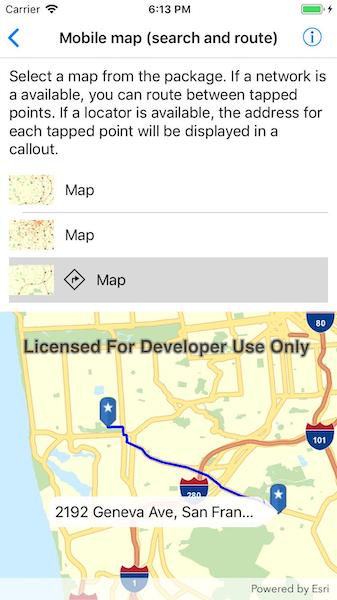 Carrier 6:13 PM
Mobile map (search and route)
Select a map from the package. If a network is
a available, you can route between tapped
points. If a locator is available, the address for
each tapped point will be displayed in a
callout.
Map
Map
Map
80
Licensed For Developer Use Only
101
280
2192 Geneva Ave, San Fran...
1
Powered by Esri